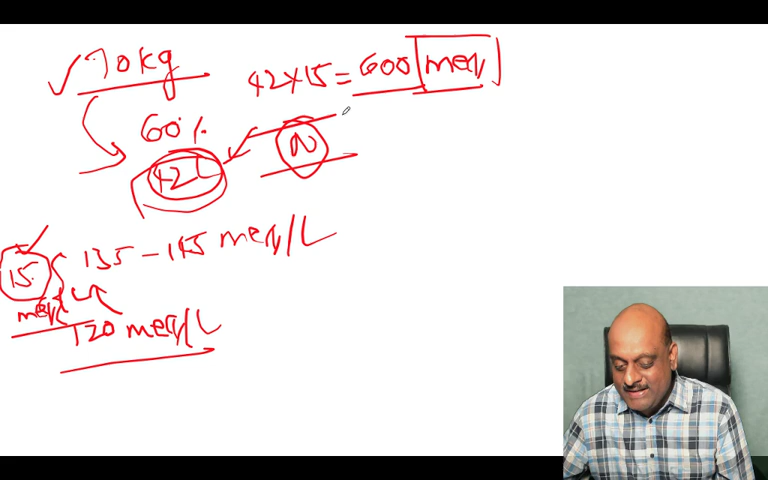 70kg
42 x 15 = 600 meq
60%
42L
N
15 135 - 145 meq/L
meq/L
120 meq/L